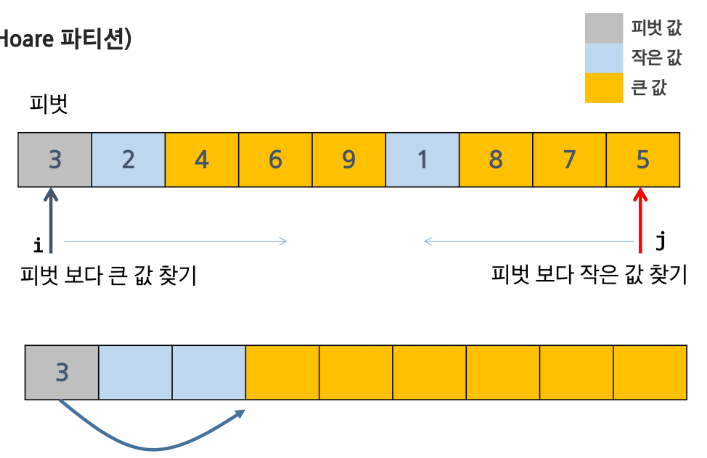 Hoare 파티션)
피벗 값
작은 값
큰 값
피벗
3 2 4 6 9 1 8 7 5
i j
피벗 보다 큰 값 찾기 피벗 보다 작은 값 찾기
3